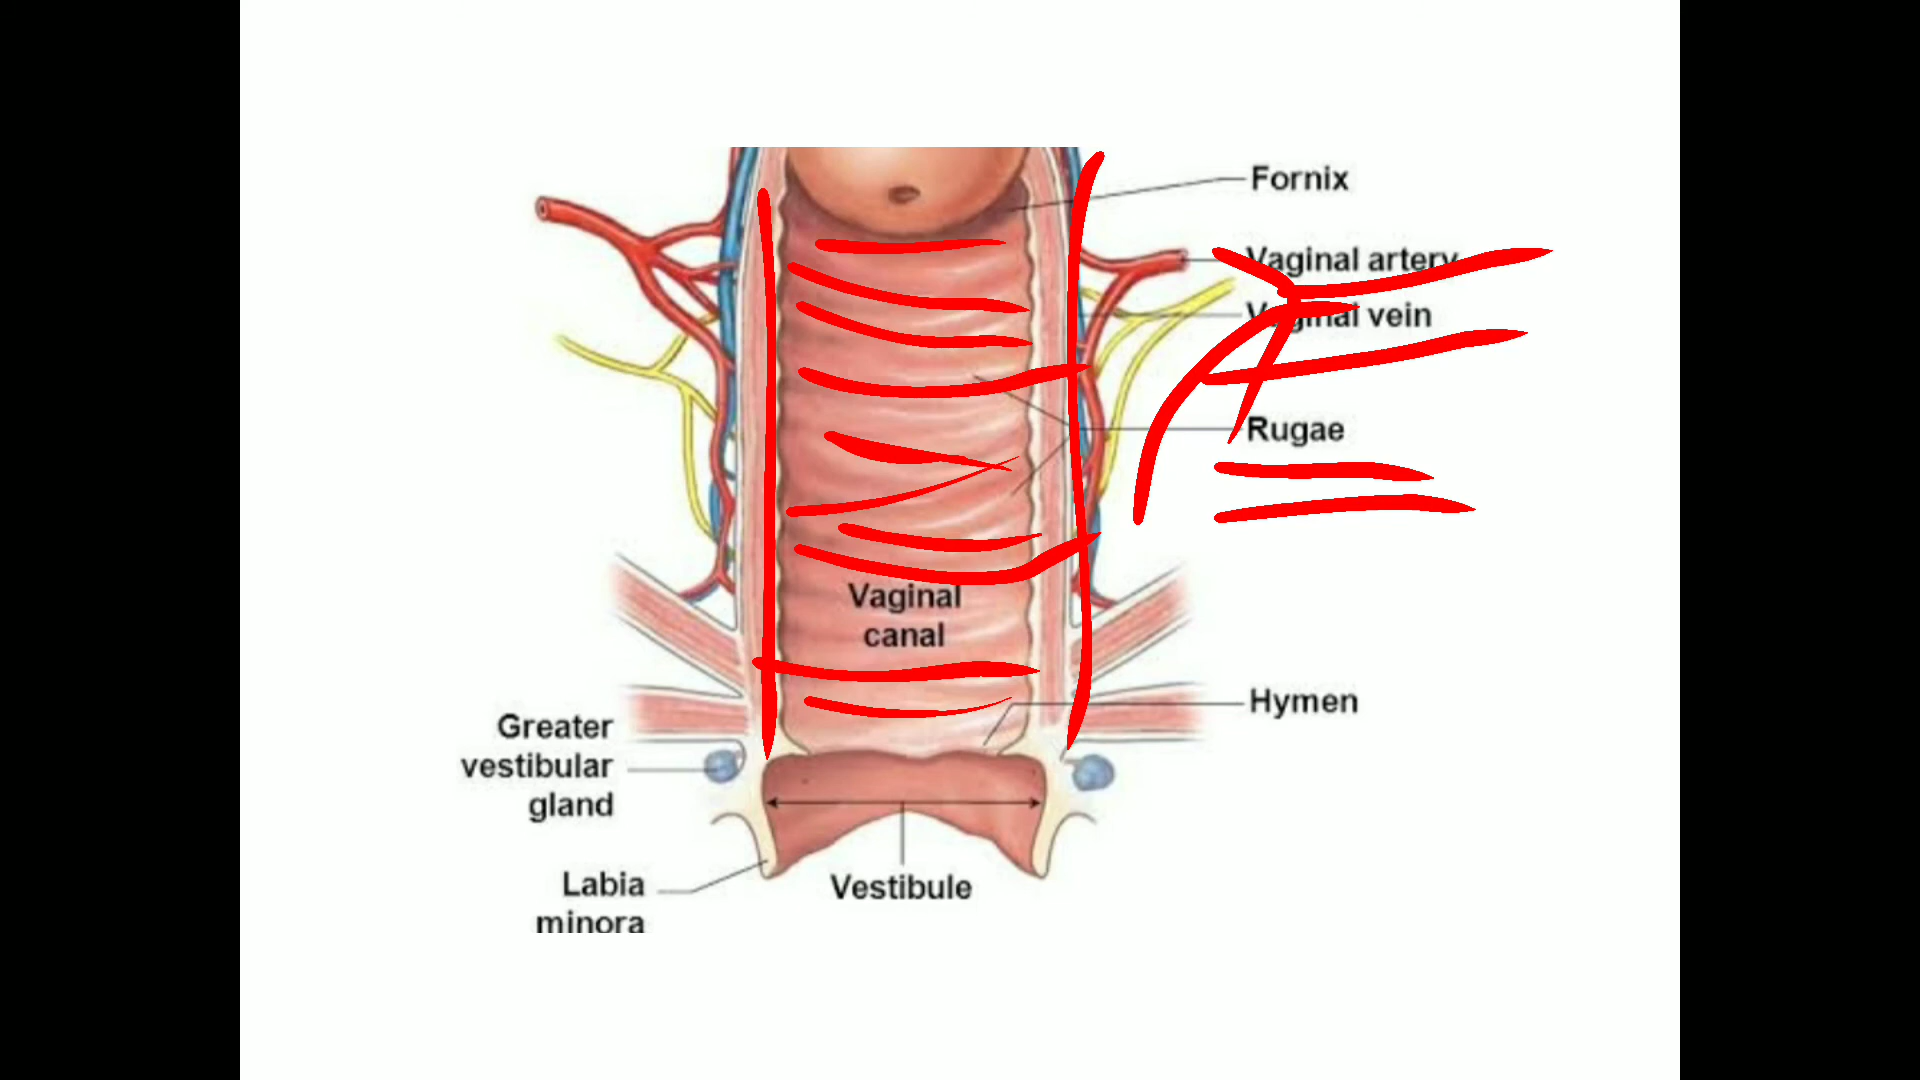 Fornix
Vaginal artery
Vaginal vein
Rugae
Vaginal
canal
Hymen
Greater
vestibular
gland
Labia
minora
Vestibule